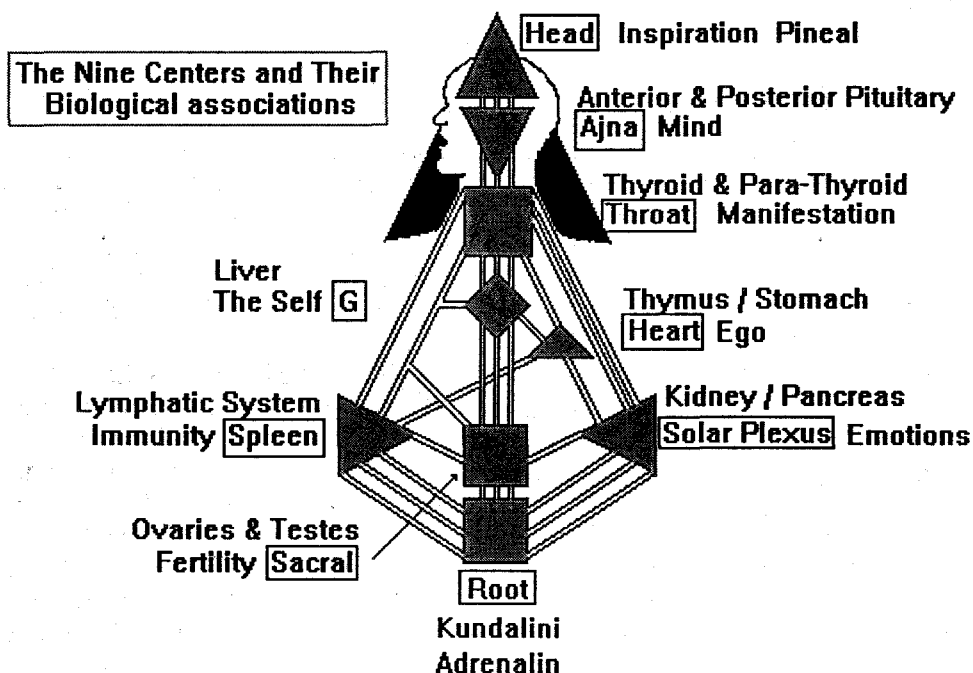 Head Inspiration Pineal
The Nine Centers and Their
Biological associations
Anterior & Posterior Pituitary
Ajna Mind
Thyroid & Para-Thyroid
Throat Manifestation
Liver
The Self G
Thymus / Stomach
Heart Ego
Lymphatic System
Immunity Spleen
Kidney / Pancreas
Solar Plexus Emotions
Ovaries & Testes
Fertility Sacral
Root
Kundalini
Adrenalin